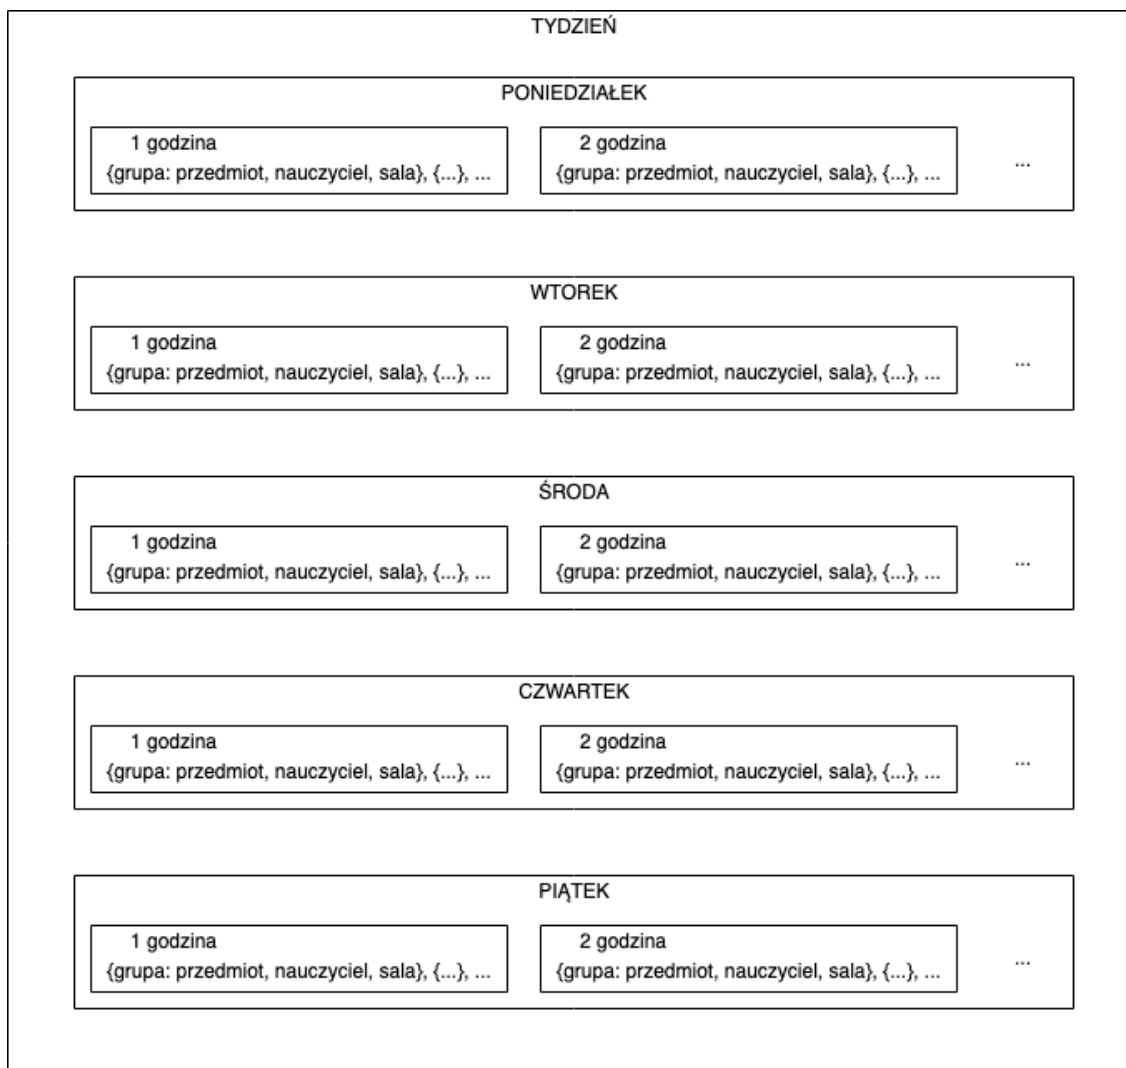 TYDZIEŃ
PONIEDZIAŁEK
1 godzina
{grupa: przedmiot, nauczyciel, sala}, {...}, ...
2 godzina
{grupa: przedmiot, nauczyciel, sala}, {...}, ...
...
WTOREK
1 godzina
{grupa: przedmiot, nauczyciel, sala}, {...}, ...
2 godzina
{grupa: przedmiot, nauczyciel, sala}, {...}, ...
...
ŚRODA
1 godzina
{grupa: przedmiot, nauczyciel, sala}, {...}, ...
2 godzina
{grupa: przedmiot, nauczyciel, sala}, {...}, ...
...
CZWARTEK
1 godzina
{grupa: przedmiot, nauczyciel, sala}, {...}, ...
2 godzina
{grupa: przedmiot, nauczyciel, sala}, {...}, ...
...
PIĄTEK
1 godzina
{grupa: przedmiot, nauczyciel, sala}, {...}, ...
2 godzina
{grupa: przedmiot, nauczyciel, sala}, {...}, ...
...